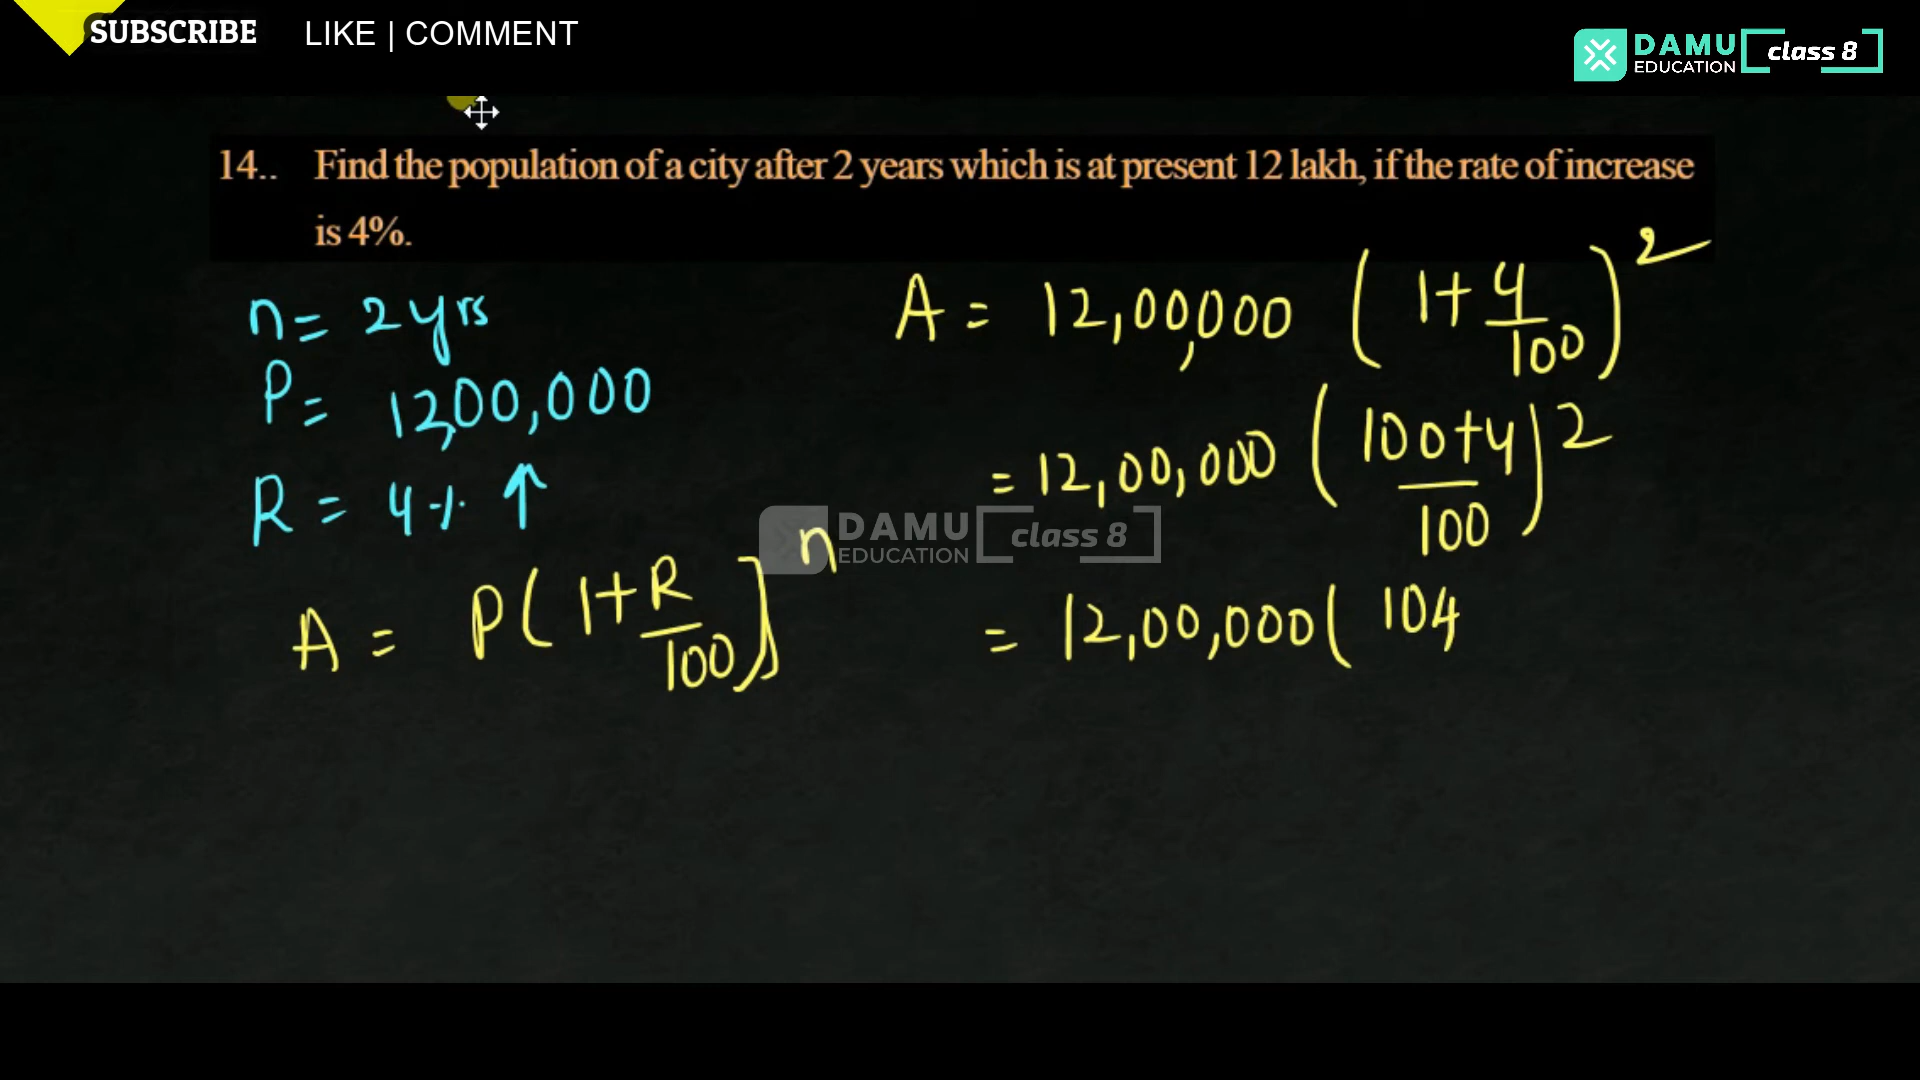 SUBSCRIBE LIKE | COMMENT
DAMU EDUCATION class 8
14.. Find the population of a city after 2 years which is at present 12 lakh, if the rate of increase
is 4%.
n = 2 yrs
P = 12,00,000
R = 4% ↑
A = P(1+R/100)^n
A = 12,00,000 (1+4/100)^2
= 12,00,000 (100+4/100)^2
= 12,00,000( 104
DAMU EDUCATION class 8